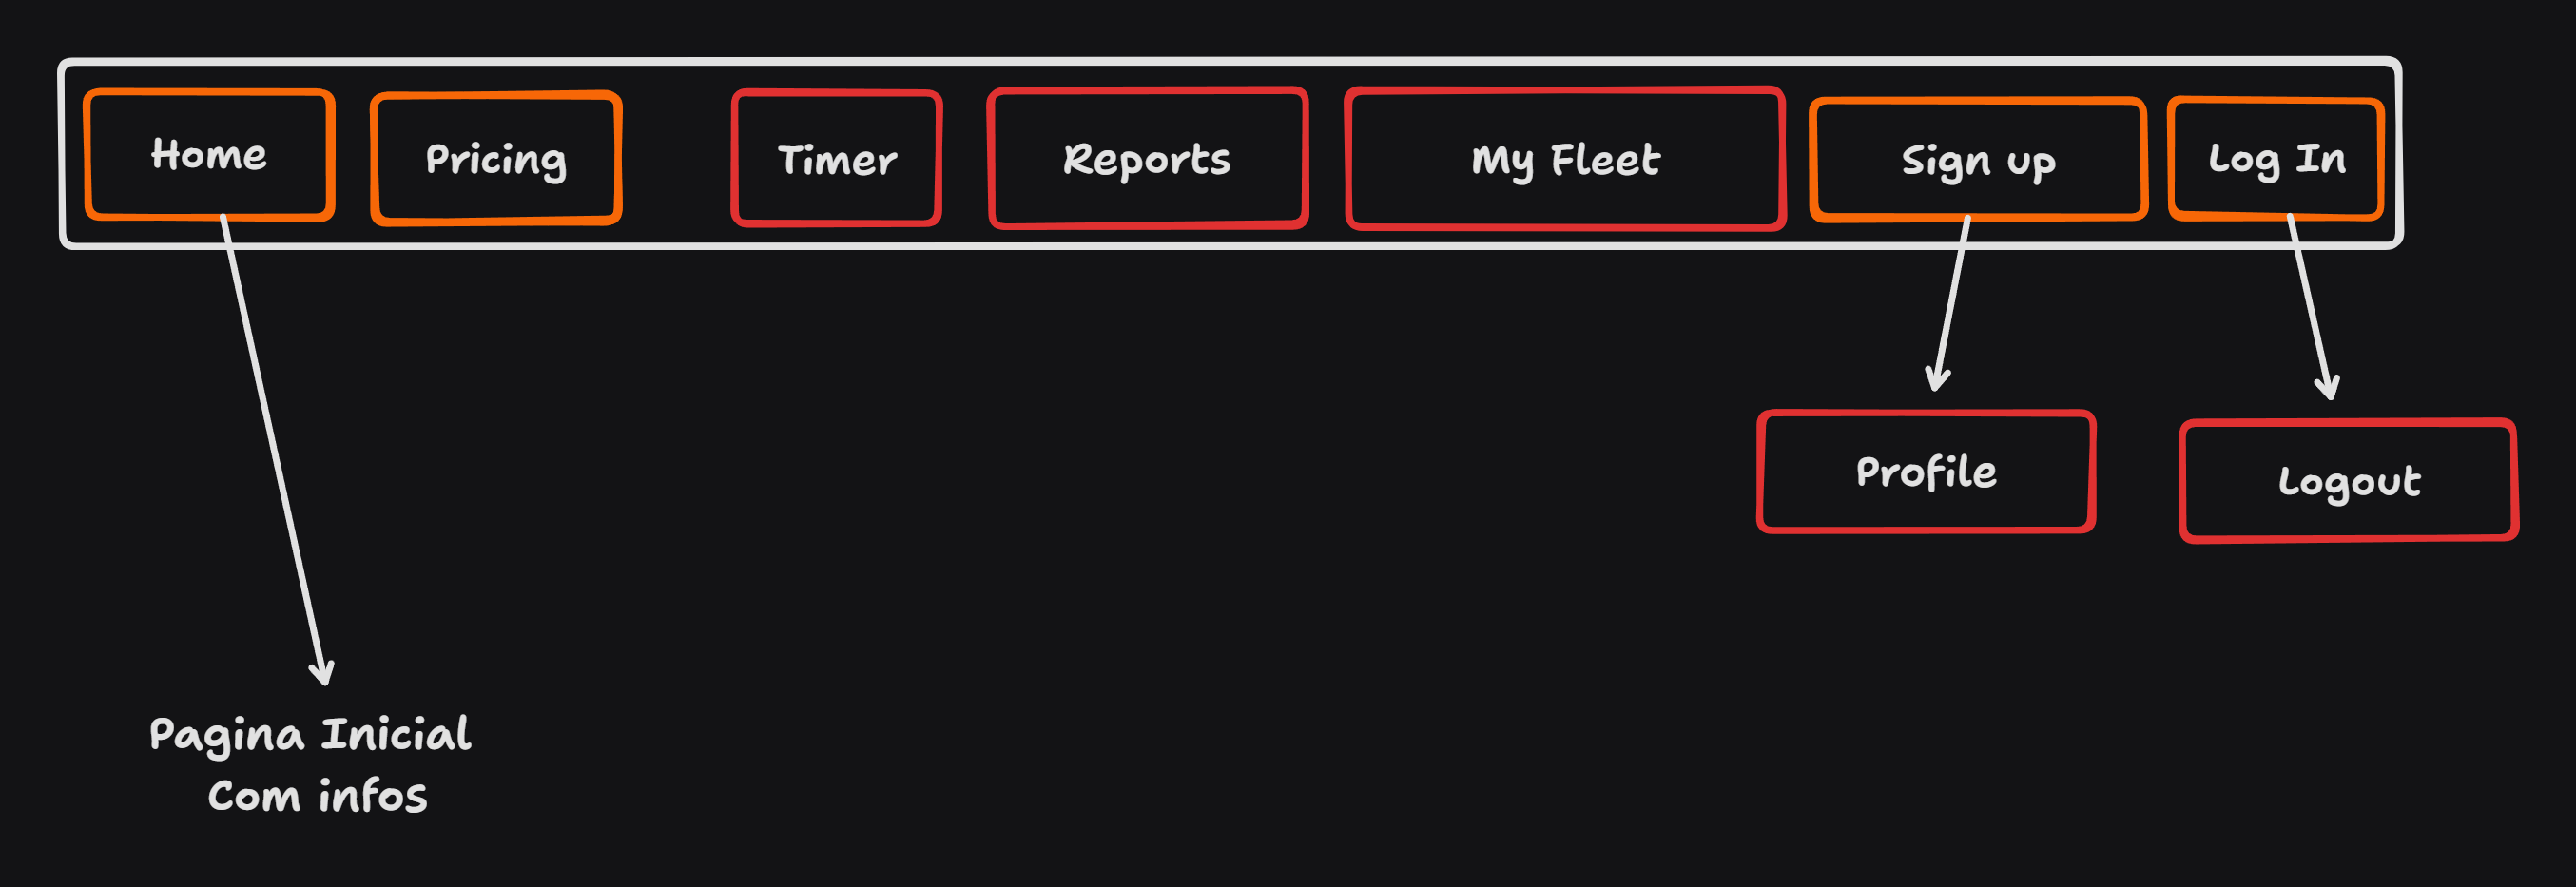 Home
Pricing
Timer
Reports
My Fleet
Sign up
Log In
Profile
Logout
Pagina Inicial
Com infos